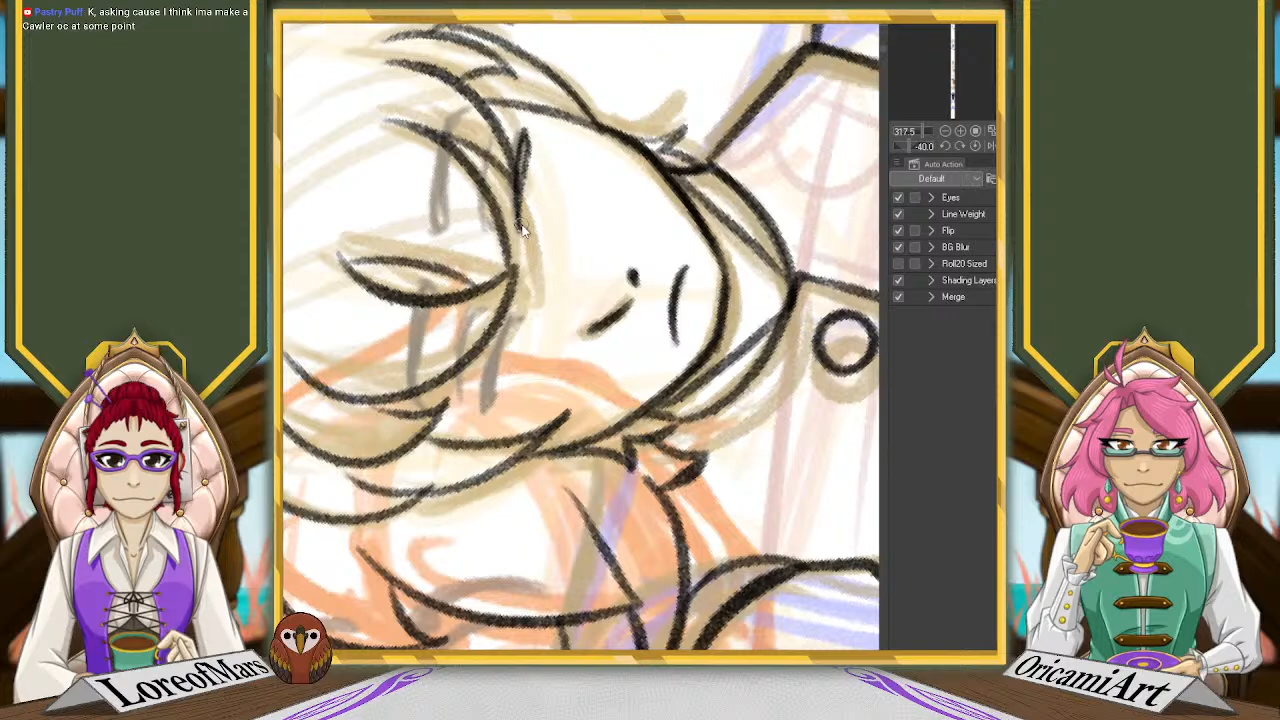 Pastry Puff K, asking cause I think ima make a
Cawler oc at some point
317.5
-40.0
Auto Action
Default
Eyes
Line Weight
Flip
BG Blur
Roll20 Sized
Shading Layers
Merge
LoreofMars
OricamiArt